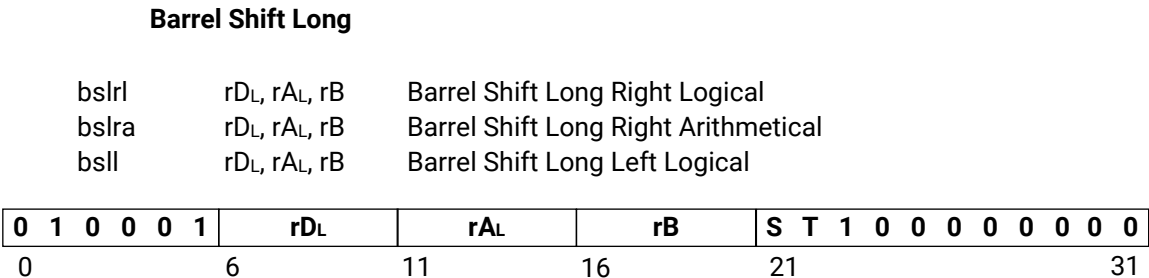 Barrel Shift Long
bslrl rDL, rAL, rB Barrel Shift Long Right Logical
bslra rDL, rAL, rB Barrel Shift Long Right Arithmetical
bsll rDL, rAL, rB Barrel Shift Long Left Logical
0 1 0 0 0 1 rDL rAL rB S T 1 0 0 0 0 0 0 0 0
0 6 11 16 21 31